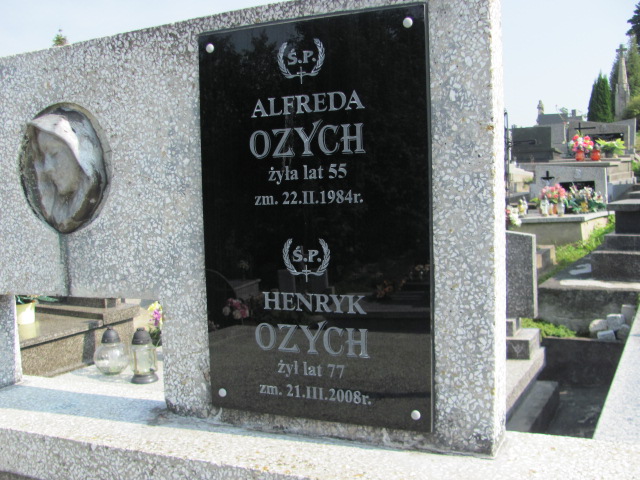 Ś.P.
ALFREDA
OZYCH
żyła lat 55
zm. 22.II.1984r.
Ś.P.
HENRYK
OZYCH
żył lat 77
zm. 21.III.2008r.